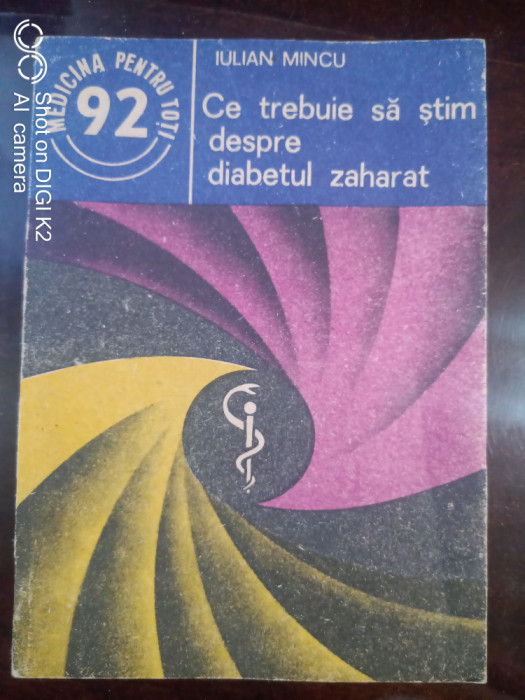 MEDICINA PENTRU TOȚI
92
IULIAN MINCU
Ce trebuie să știm
despre
diabetul zaharat
Shot on DIGI K2
AI camera